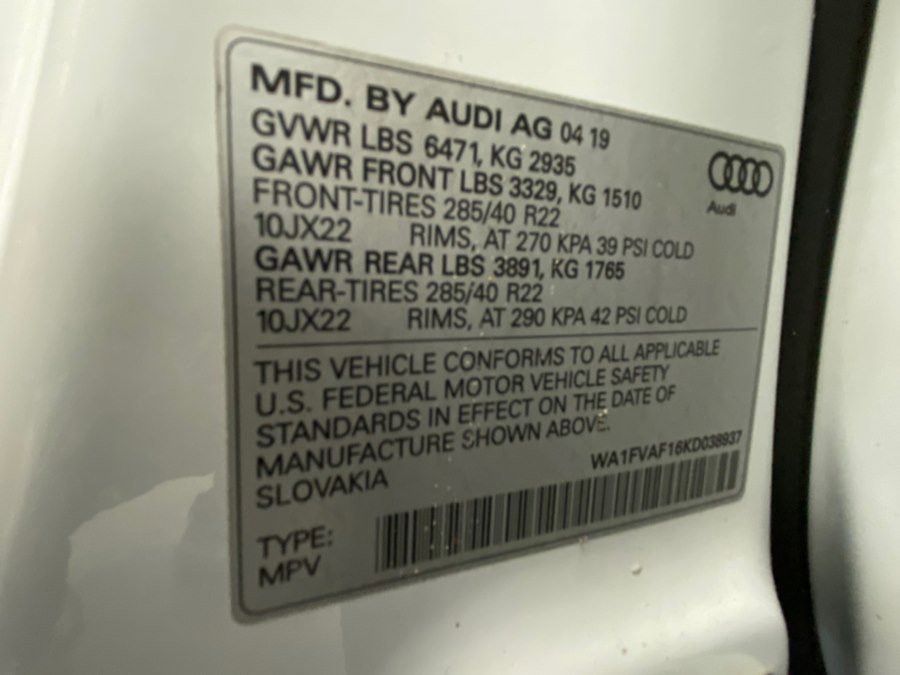 MFD. BY AUDI AG 04 19
GVWR LBS 6471, KG 2935
GAWR FRONT LBS 3329, KG 1510
FRONT-TIRES 285/40 R22
10JX22 RIMS, AT 270 KPA 39 PSI COLD
GAWR REAR LBS 3891, KG 1765
REAR-TIRES 285/40 R22
10JX22 RIMS, AT 290 KPA 42 PSI COLD
Audi
THIS VEHICLE CONFORMS TO ALL APPLICABLE
U.S. FEDERAL MOTOR VEHICLE SAFETY
STANDARDS IN EFFECT ON THE DATE OF
MANUFACTURE SHOWN ABOVE.
SLOVAKIA
WA1FVAF16KD038937
TYPE:
MPV